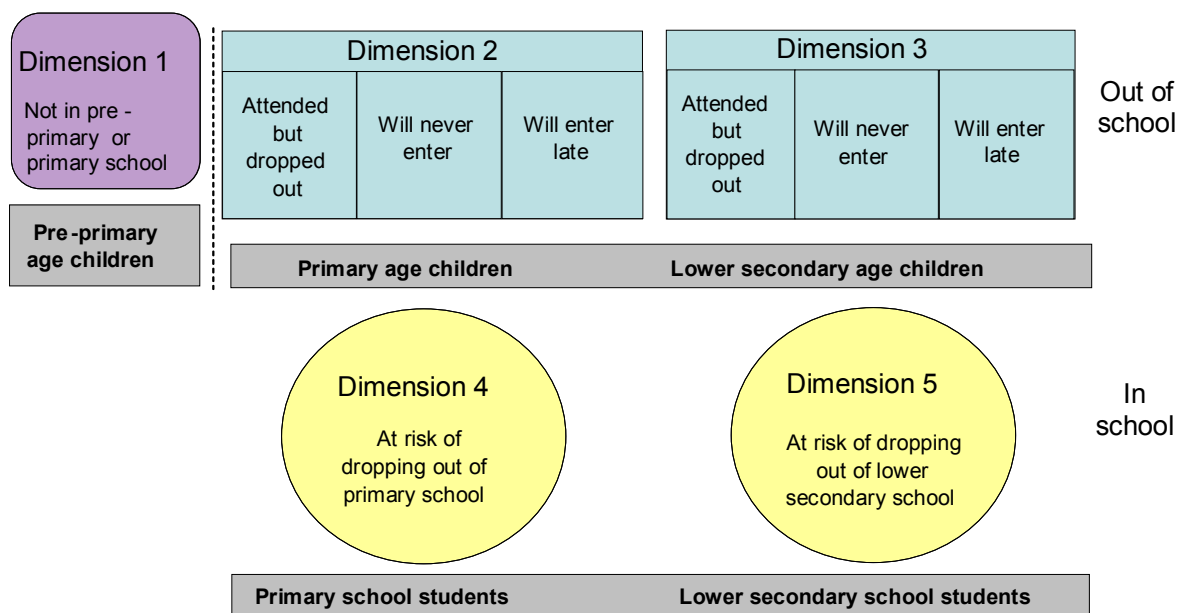 Dimension 1
Not in pre -
primary or
primary school
Pre-primary
age children
Dimension 2
Attended
but
dropped
out
Will never
enter
Will enter
late
Dimension 3
Attended
but
dropped
out
Will never
enter
Will enter
late
Out of
school
Primary age children
Lower secondary age children
Dimension 4
At risk of
dropping out of
primary school
Dimension 5
At risk of dropping
out of lower
secondary school
In
school
Primary school students
Lower secondary school students